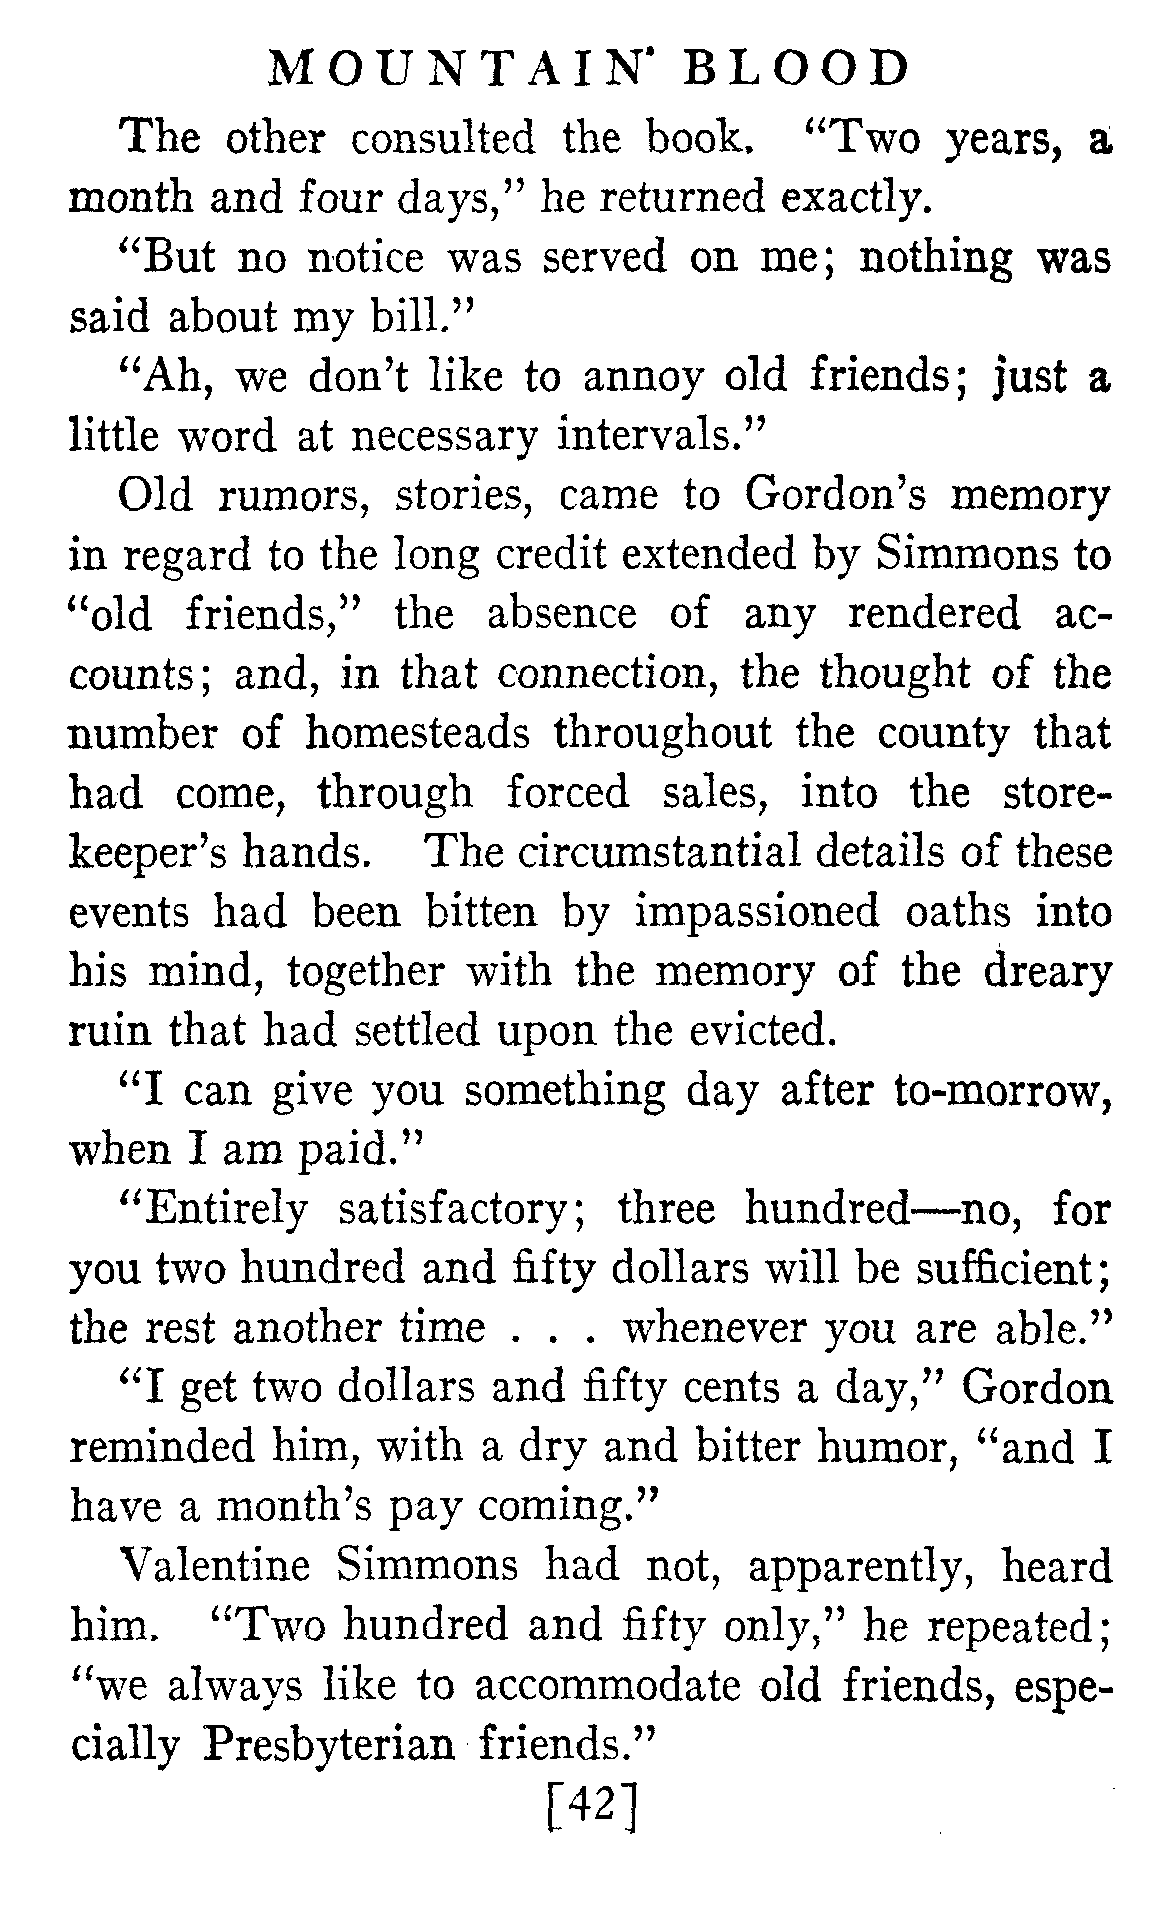 MOUNTAIN BLOOD
The other consulted the book. “Two years, a
month and four days,” he returned exactly.
“But no notice was served on me; nothing was
said about my bill.”
“Ah, we don’t like to annoy old friends; just a
little word at necessary intervals.”
Old rumors, stories, came to Gordon’s memory
in regard to the long credit extended by Simmons to
“old friends,” the absence of any rendered ac-
counts; and, in that connection, the thought of the
number of homesteads throughout the county that
had come, through forced sales, into the store-
keeper’s hands. The circumstantial details of these
events had been bitten by impassioned oaths into
his mind, together with the memory of the dreary
ruin that had settled upon the evicted.
“I can give you something day after to-morrow,
when I am paid.”
“Entirely satisfactory; three hundred—no, for
you two hundred and fifty dollars will be sufficient;
the rest another time . . . whenever you are able.”
“I get two dollars and fifty cents a day,” Gordon
reminded him, with a dry and bitter humor, “and I
have a month’s pay coming.”
Valentine Simmons had not, apparently, heard
him. “Two hundred and fifty only,” he repeated;
“we always like to accommodate old friends, espe-
cially Presbyterian friends.”
[42]